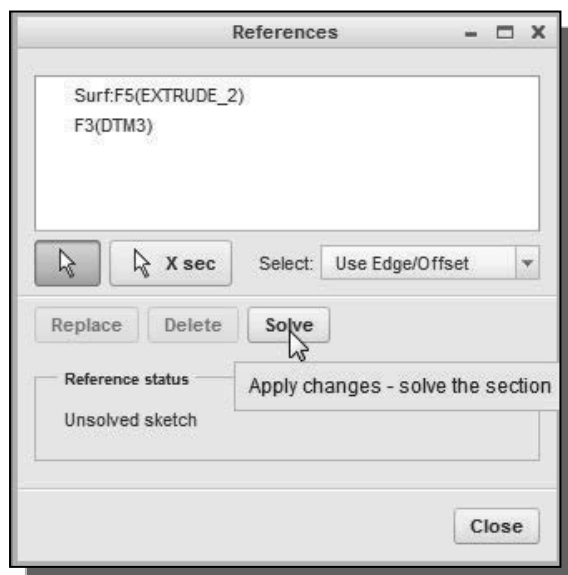 References
Surf:F5(EXTRUDE_2)
F3(DTM3)
X sec Select: Use Edge/Offset
Replace Delete Solve
Reference status
Apply changes - solve the section
Unsolved sketch
Close